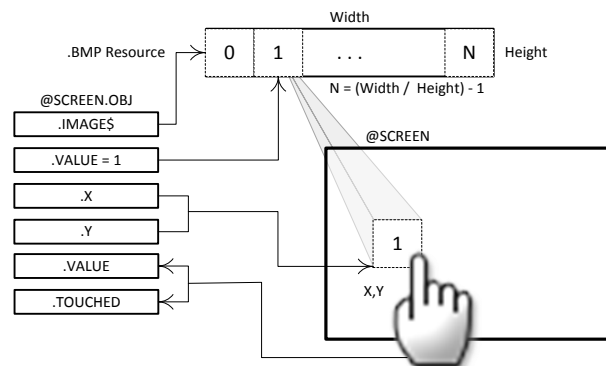 Width
.BMP Resource
0
1
...
N
Height
N = (Width / Height) - 1
@SCREEN.OBJ
.IMAGE$
@SCREEN
.VALUE = 1
.X
.Y
1
.VALUE
X,Y
.TOUCHED